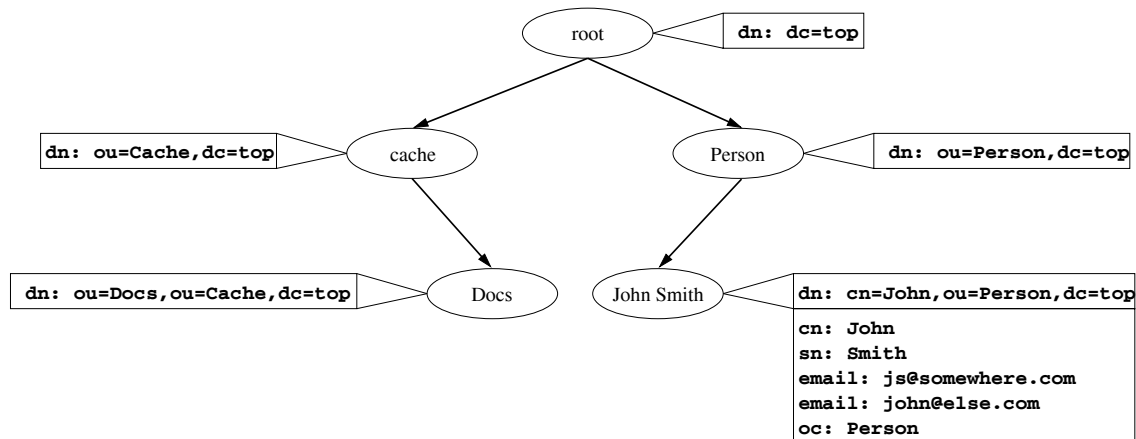 root
dn: dc=top
dn: ou=Cache,dc=top
cache
Person
dn: ou=Person,dc=top
dn: ou=Docs,ou=Cache,dc=top
Docs
John Smith
dn: cn=John,ou=Person,dc=top
cn: John
sn: Smith
email: js@somewhere.com
email: john@else.com
oc: Person